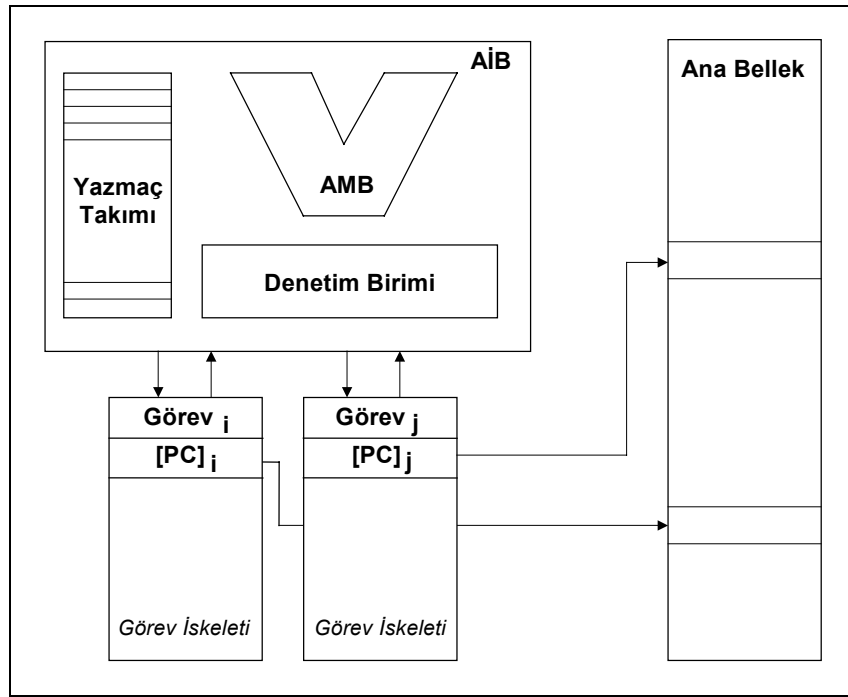 AİB
Ana Bellek
Yazmaç
Takımı
AMB
Denetim Birimi
Görev i
Görev j
[PC] i
[PC] j
Görev İskeleti
Görev İskeleti